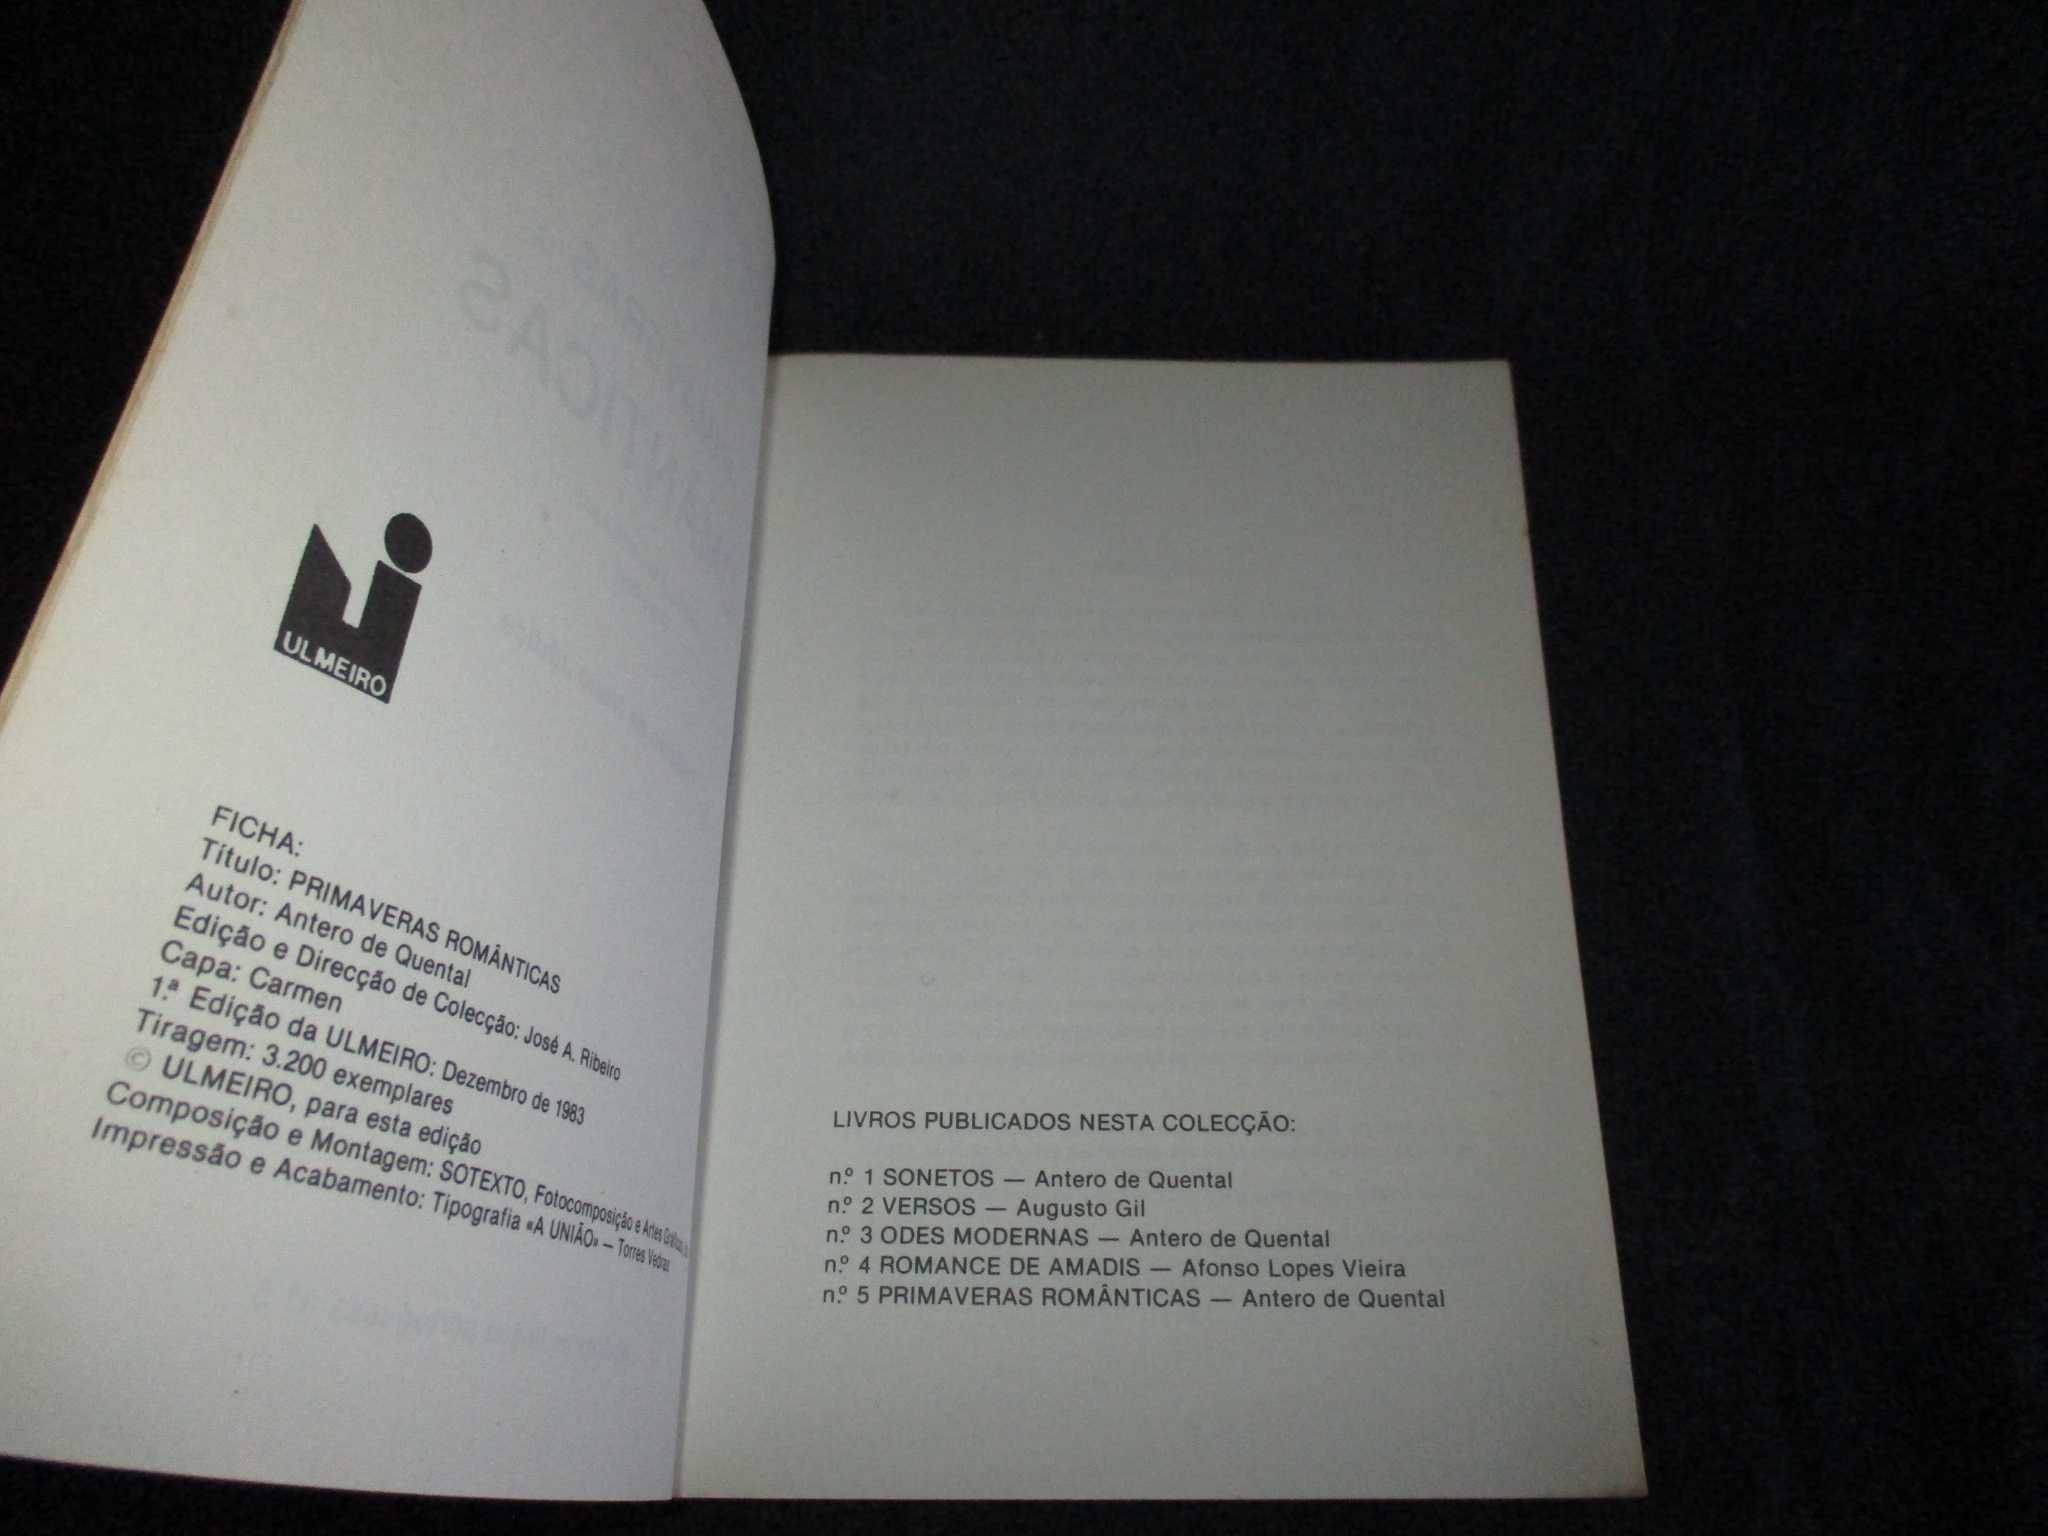 ULMEIRO
FICHA:
Título: PRIMAVERAS ROMÂNTICAS
Autor: Antero de Quental
Edição e Direcção de Colecção: José A. Ribeiro
Capa: Carmen
1.ª Edição da ULMEIRO: Dezembro de 1983
Tiragem: 3.200 exemplares
© ULMEIRO, para esta edição
Composição e Montagem: SOTEXTO, Fotocomposição e Artes Gráficas,
Impressão e Acabamento: Tipografia «A UNIÃO» — Torres Vedras
LIVROS PUBLICADOS NESTA COLECÇÃO:
n.º 1 SONETOS — Antero de Quental
n.º 2 VERSOS — Augusto Gil
n.º 3 ODES MODERNAS — Antero de Quental
n.º 4 ROMANCE DE AMADIS — Afonso Lopes Vieira
n.º 5 PRIMAVERAS ROMÂNTICAS — Antero de Quental